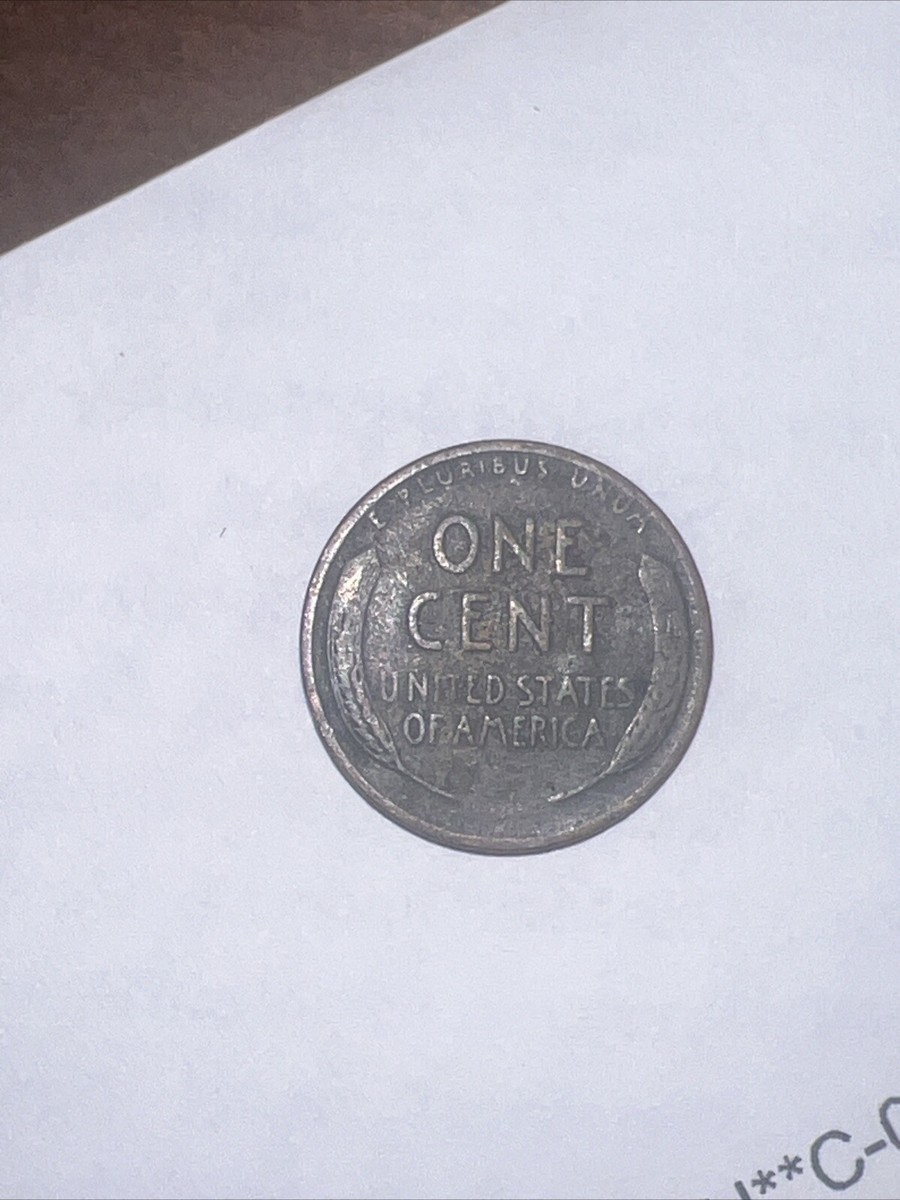 E PLURIBUS UNUM
ONE
CENT
UNITED STATES
OF AMERICA
**C-